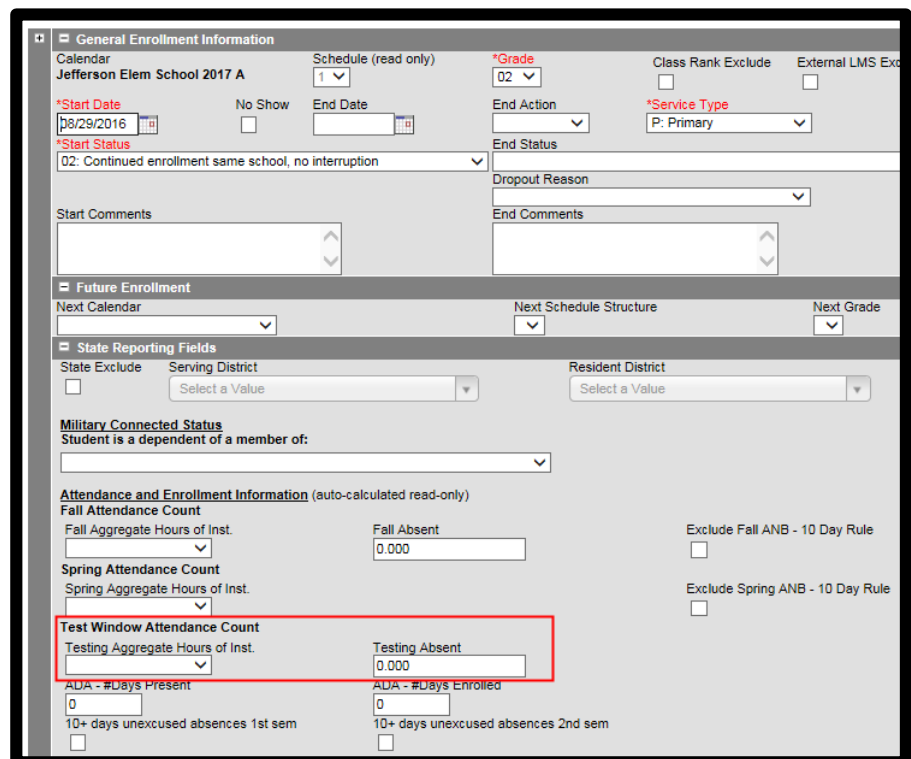 General Enrollment Information
Calendar Schedule (read only) *Grade Class Rank Exclude External LMS Exc
Jefferson Elem School 2017 A 1 02
*Start Date No Show End Date End Action *Service Type
08/29/2016 P: Primary
*Start Status End Status
02: Continued enrollment same school, no interruption
Dropout Reason
Start Comments End Comments
Future Enrollment
Next Calendar Next Schedule Structure Next Grade
State Reporting Fields
State Exclude Serving District Resident District
Select a Value Select a Value
Military Connected Status
Student is a dependent of a member of:
Attendance and Enrollment Information (auto-calculated read-only)
Fall Attendance Count
Fall Aggregate Hours of Inst. Fall Absent Exclude Fall ANB - 10 Day Rule
0.000
Spring Attendance Count
Spring Aggregate Hours of Inst. Exclude Spring ANB - 10 Day Rule
Test Window Attendance Count
Testing Aggregate Hours of Inst. Testing Absent
0.000
ADA - #Days Present ADA - #Days Enrolled
0 0
10+ days unexcused absences 1st sem 10+ days unexcused absences 2nd sem